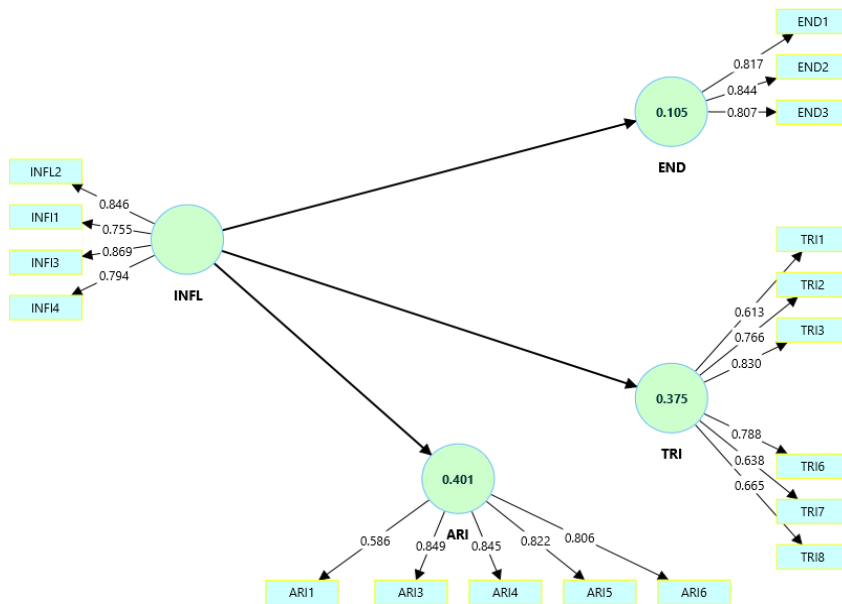 END1
0.817
END2
0.844
END3
0.807
0.105
END
INFL2
0.846
INFI1
0.755
INFI3
0.869
INFI4
0.794
INFL
TRI1
0.613
TRI2
0.766
TRI3
0.830
0.375
TRI
0.788
TRI6
0.638
TRI7
0.665
TRI8
0.401
ARI
0.586
0.849
0.845
0.822
0.806
ARI1
ARI3
ARI4
ARI5
ARI6